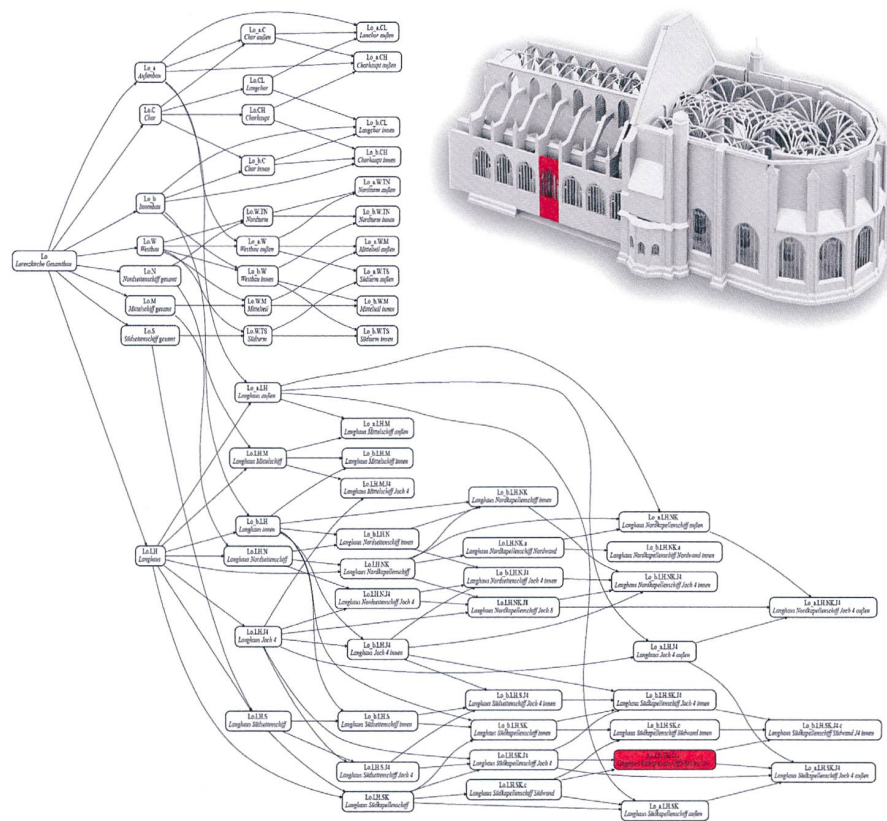 Lo_a.CL
Langchor außen
Lo_a.C
Chor außen
Lo_a.CH
Chorhaupt außen
Lo_a
Außenbau
Lo.CL
Langchor
Lo.C
Chor
Lo.CH
Chorhaupt
Lo_b.CL
Langchor innen
Lo_b.C
Chor innen
Lo_b.CH
Chorhaupt innen
Lo_b
Innenbau
Lo_a.W.TN
Nordturm außen
Lo.W.TN
Nordturm
Lo_b.W.TN
Nordturm innen
Lo.W
Westbau
Lo_a.W
Westbau außen
Lo_a.W.M
Mittelteil außen
Lo
Lorenzkirche Gesamtbau
Lo.N
Nordseitenschiff gesamt
Lo_b.W
Westbau innen
Lo_a.W.TS
Südturm außen
Lo.M
Mittelschiff gesamt
Lo.W.M
Mittelteil
Lo_b.W.M
Mittelteil innen
Lo.S
Südseitenschiff gesamt
Lo.W.TS
Südturm
Lo_b.W.TS
Südturm innen
Lo_a.LH
Langhaus außen
Lo_a.LH.M
Langhaus Mittelschiff außen
Lo.LH.M
Langhaus Mittelschiff
Lo_b.LH.M
Langhaus Mittelschiff innen
Lo.LH.M.J4
Langhaus Mittelschiff Joch 4
Lo_b.LH.NK
Langhaus Nordkapellenschiff innen
Lo_b.LH
Langhaus innen
Lo_a.LH.NK
Langhaus Nordkapellenschiff außen
Lo_b.LH.N
Langhaus Nordseitenschiff innen
Lo.LH.NK.a
Langhaus Nordkapellenschiff Nordwand
Lo_b.LH.NK.a
Langhaus Nordkapellenschiff Nordwand innen
Lo.LH
Langhaus
Lo.LH.N
Langhaus Nordseitenschiff
Lo.LH.NK
Langhaus Nordkapellenschiff
Lo_b.LH.N.J4
Langhaus Nordseitenschiff Joch 4 innen
Lo_b.LH.NK.J4
Langhaus Nordkapellenschiff Joch 4 innen
Lo.LH.N.J4
Langhaus Nordseitenschiff Joch 4
Lo.LH.NK.J8
Langhaus Nordkapellenschiff Joch 8
Lo_a.LH.NK.J4
Langhaus Nordkapellenschiff Joch 4 außen
Lo.LH.J4
Langhaus Joch 4
Lo_b.LH.J4
Langhaus Joch 4 innen
Lo_a.LH.J4
Langhaus Joch 4 außen
Lo_b.LH.S.J4
Langhaus Südseitenschiff Joch 4 innen
Lo_b.LH.SK.J4
Langhaus Südkapellenschiff Joch 4 innen
Lo.LH.S
Langhaus Südseitenschiff
Lo_b.LH.S
Langhaus Südseitenschiff innen
Lo_b.LH.SK
Langhaus Südkapellenschiff innen
Lo_b.LH.SK.c
Langhaus Südkapellenschiff Südwand innen
Lo_b.LH.SK.J4-c
Langhaus Südkapellenschiff Südwand J4 innen
Lo.LH.S.J4
Langhaus Südseitenschiff Joch 4
Lo.LH.SK.J4
Langhaus Südkapellenschiff Joch 4
Lo_a.LH.SK.J4
Langhaus Südkapellenschiff Joch 4 außen
Lo.LH.SK
Langhaus Südkapellenschiff
Lo.LH.SK.c
Langhaus Südkapellenschiff Südwand
Lo_a.LH.SK
Langhaus Südkapellenschiff außen